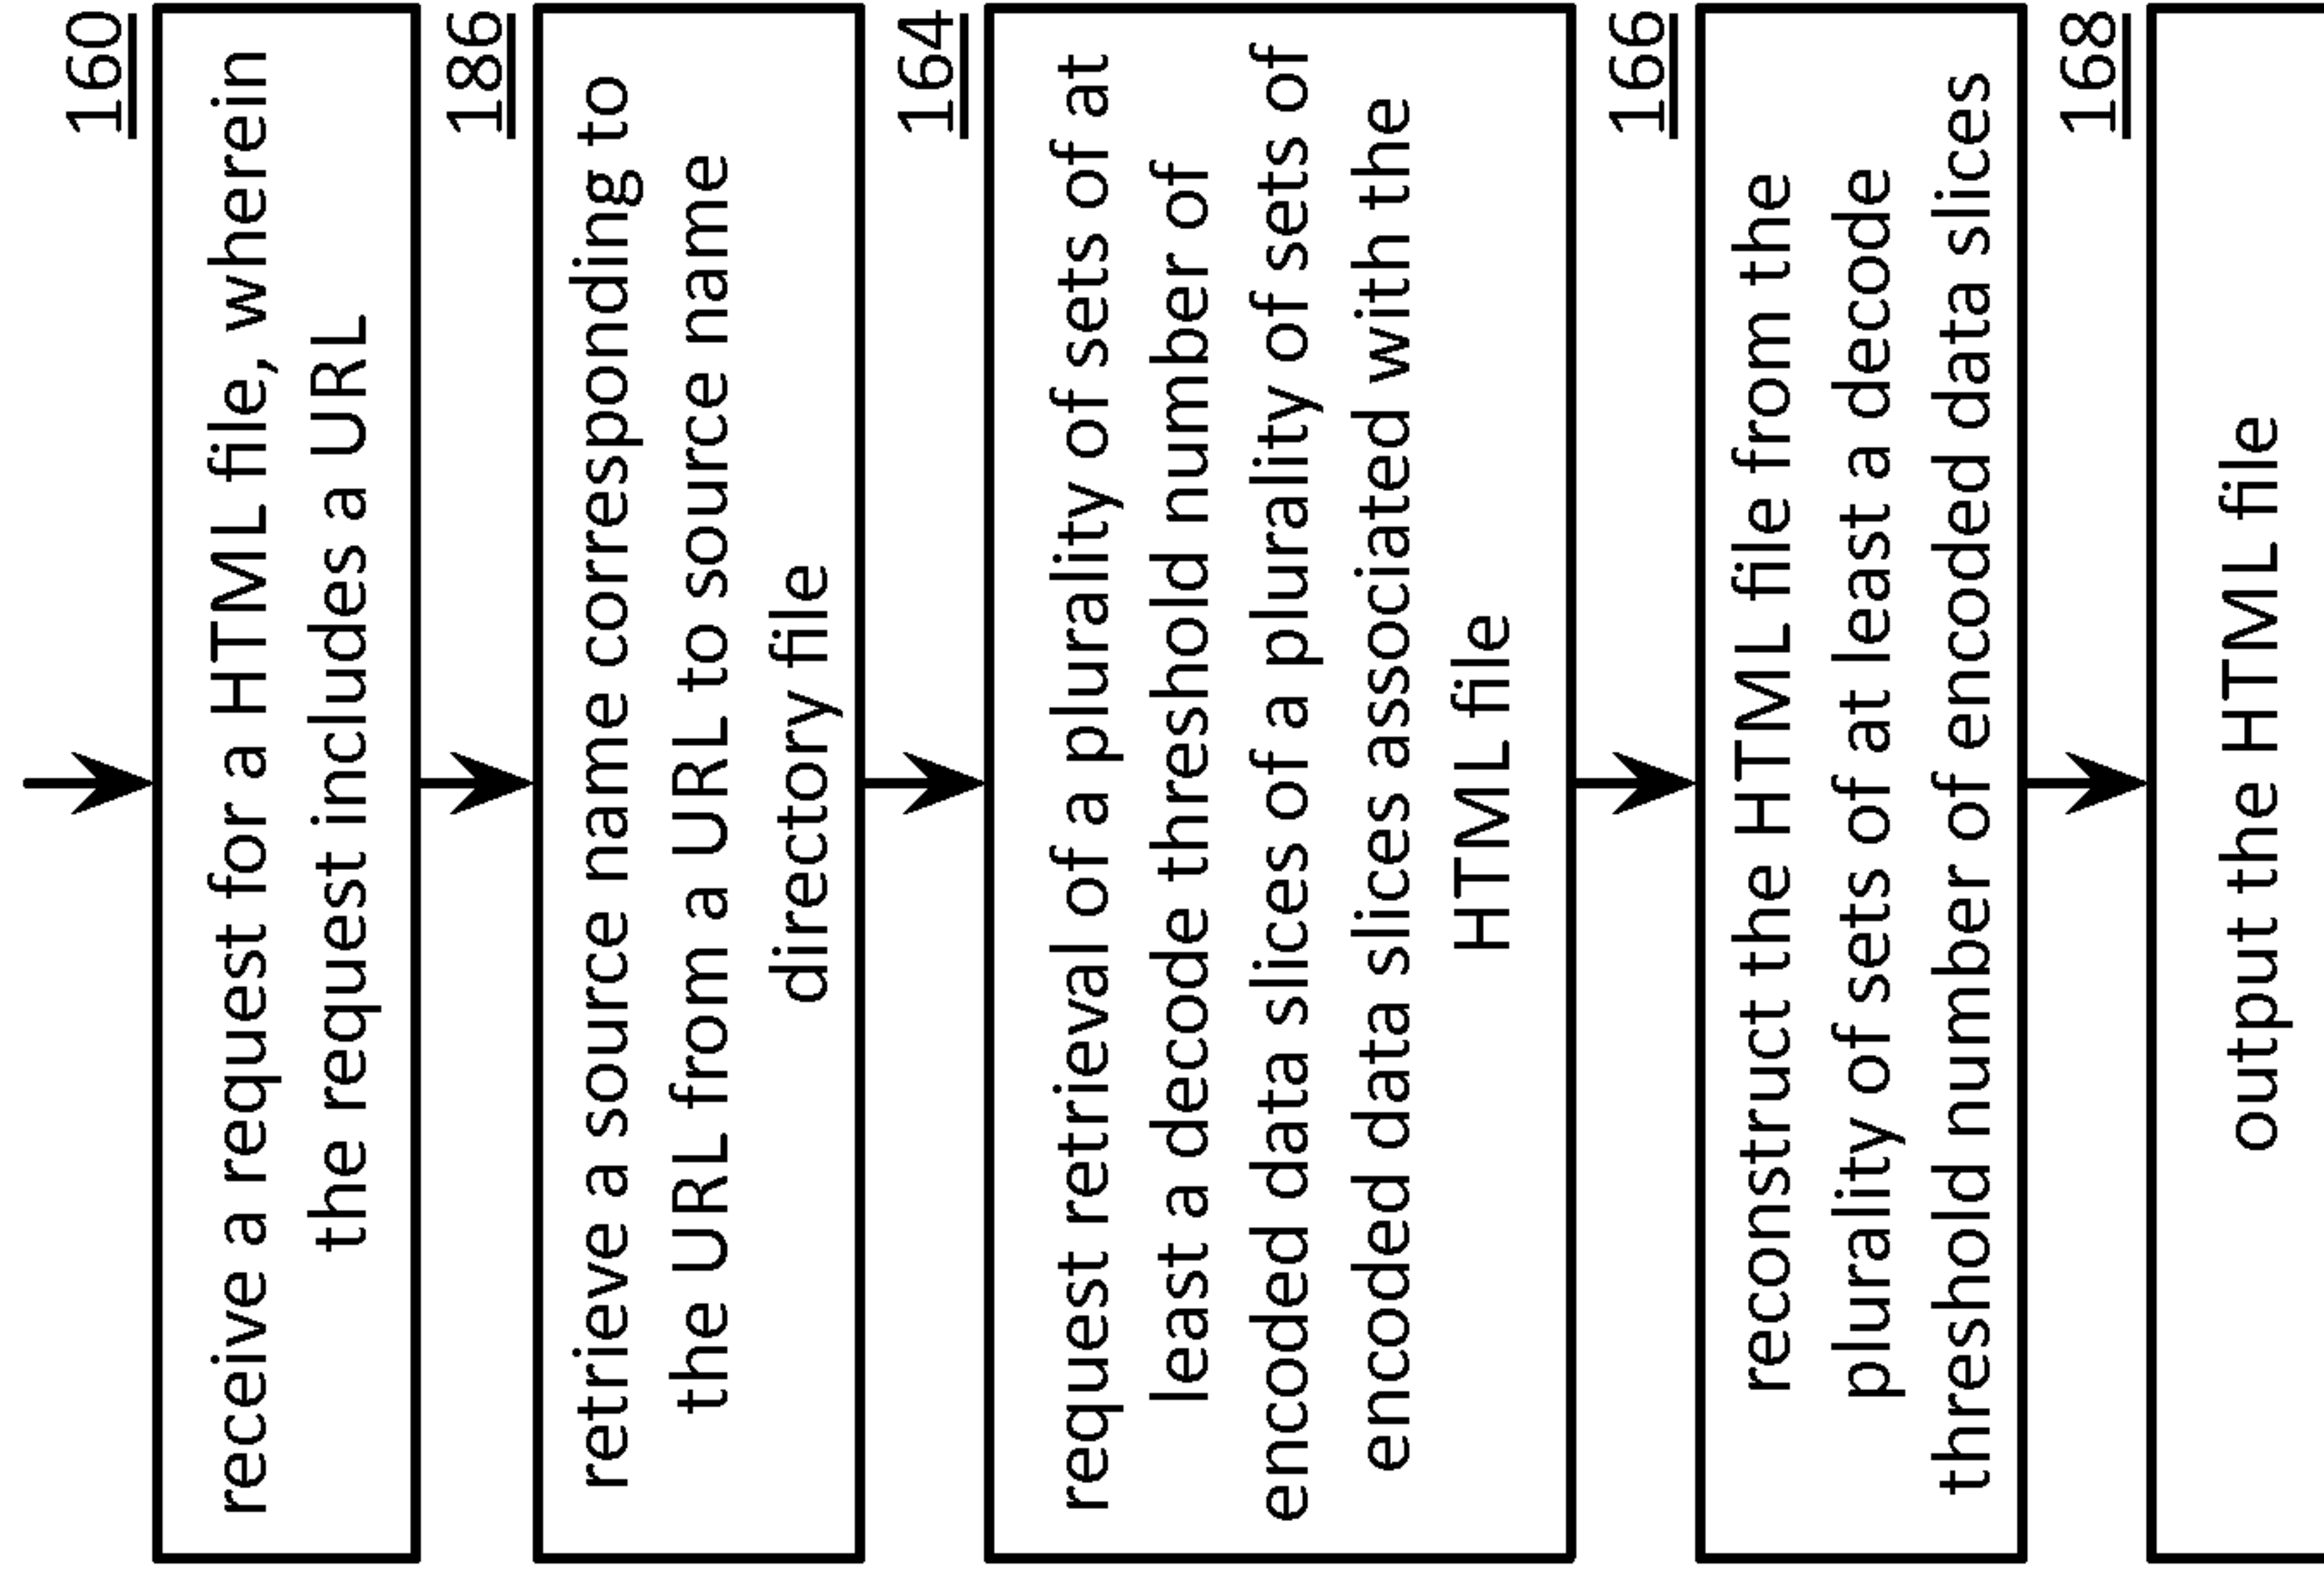 160
receive a request for a HTML file, wherein
the request includes a URL
186
retrieve a source name corresponding to
the URL from a URL to source name
directory file
164
request retrieval of a plurality of sets of at
least a decode threshold number of
encoded data slices of a plurality of sets of
encoded data slices associated with the
HTML file
166
reconstruct the HTML file from the
plurality of sets of at least a decode
threshold number of encoded data slices
168
output the HTML file